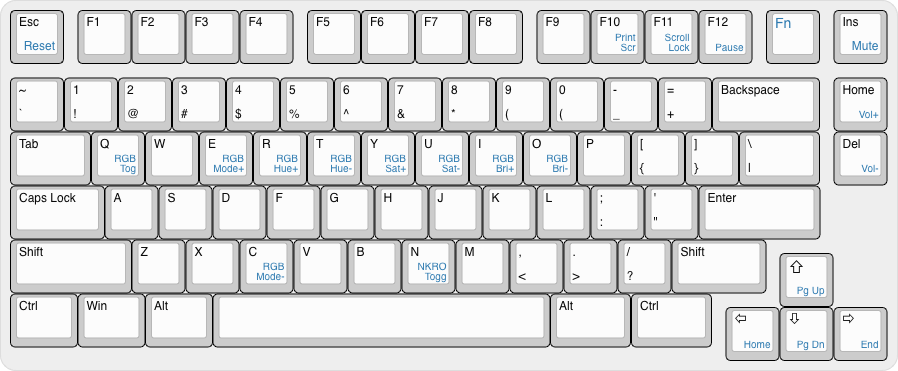 Esc
Reset
F1
F2
F3
F4
F5
F6
F7
F8
F9
F10
Print
Scr
F11
Scroll
Lock
F12
Pause
Fn
Ins
Mute
~
`
1
!
2
@
3
#
4
$
5
%
6
^
7
&
8
*
9
(
0
(
-
_
=
+
Backspace
Home
Vol+
Tab
Q
RGB
Tog
W
E
RGB
Mode+
R
RGB
Hue+
T
RGB
Hue-
Y
RGB
Sat+
U
RGB
Sat-
I
RGB
Bri+
O
RGB
Bri-
P
[
{
]
}
\
|
Del
Vol-
Caps Lock
A
S
D
F
G
H
J
K
L
;
:
'
"
Enter
Shift
Z
X
C
RGB
Mode-
V
B
N
NKRO
Togg
M
,
<
.
>
/
?
Shift
⇧
Pg Up
Ctrl
Win
Alt
Alt
Ctrl
⇦
Home
⇩
Pg Dn
⇨
End